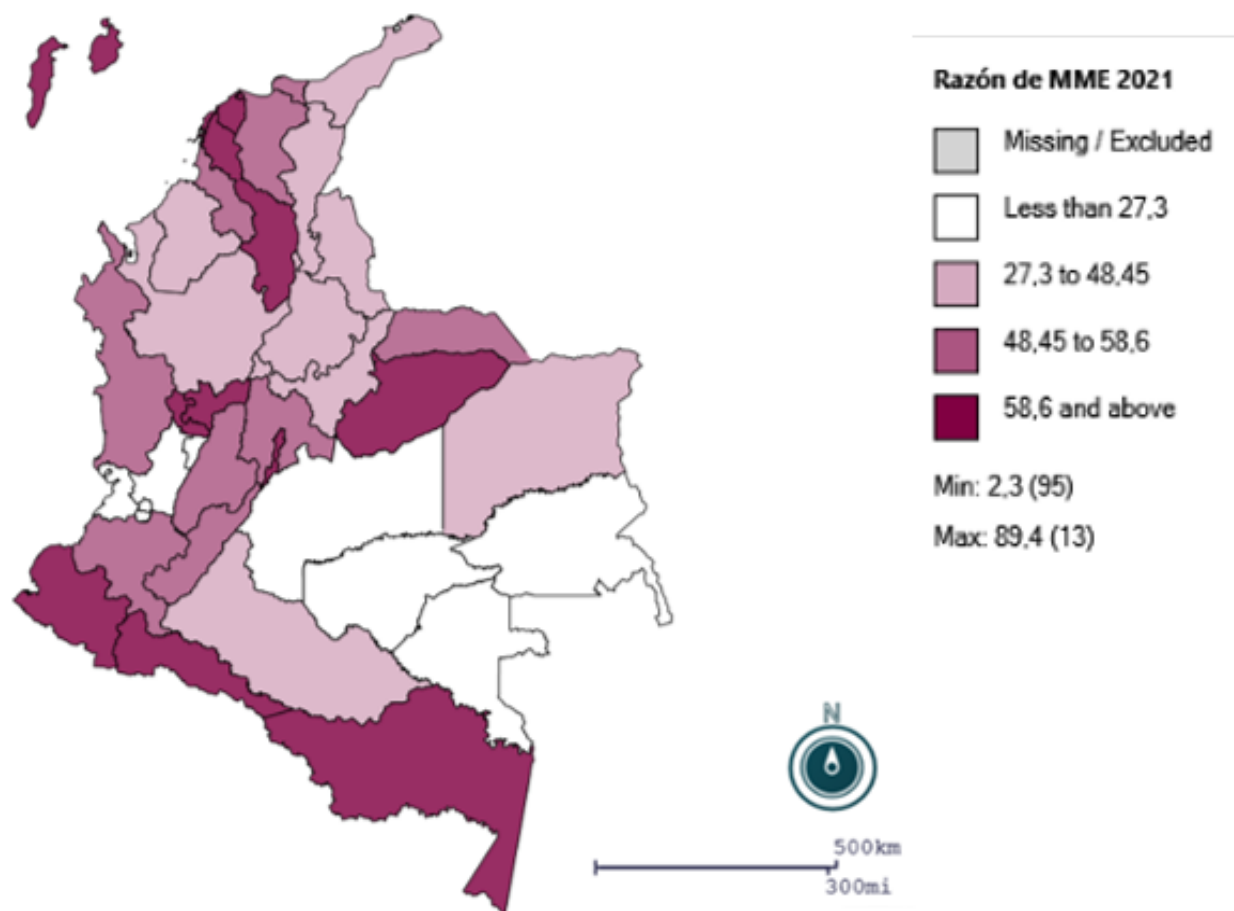 Razón de MME 2021
Missing / Excluded
Less than 27,3
27,3 to 48,45
48,45 to 58,6
58,6 and above
Min: 2,3 (95)
Max: 89,4 (13)
N
500km
300mi